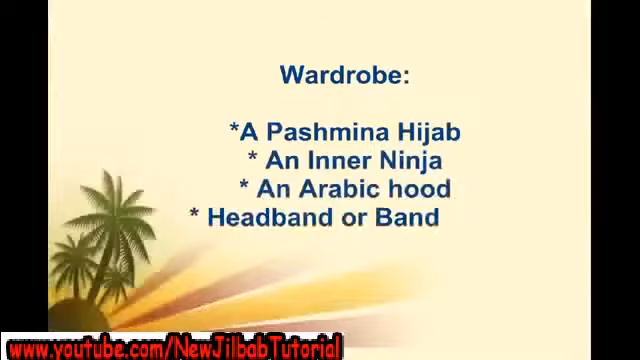 Wardrobe:
*A Pashmina Hijab
* An Inner Ninja
* An Arabic hood
* Headband or Band
www.youtube.com/NewJilbabTutorial